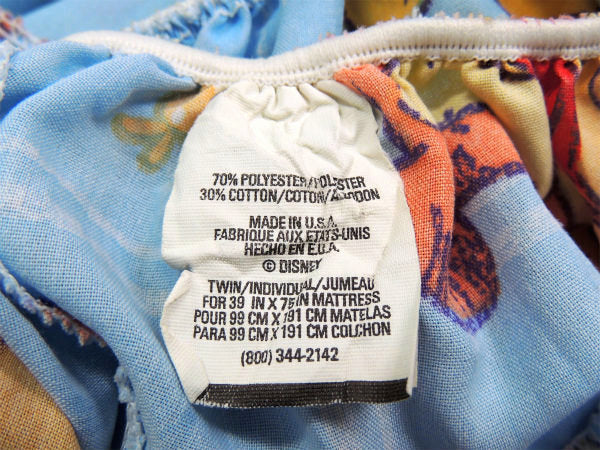 70% POLYESTER/POLYESTER
30% COTTON/COTON/ALGODON
MADE IN U.S.A.
FABRIQUE AUX ETATS-UNIS
HECHO EN E.U.A.
© DISNEY
TWIN/INDIVIDUAL/JUMEAU
FOR 39 IN X 75 IN MATTRESS
POUR 99 CM X 191 CM MATELAS
PARA 99 CM X 191 CM COLCHON
(800) 344-2142